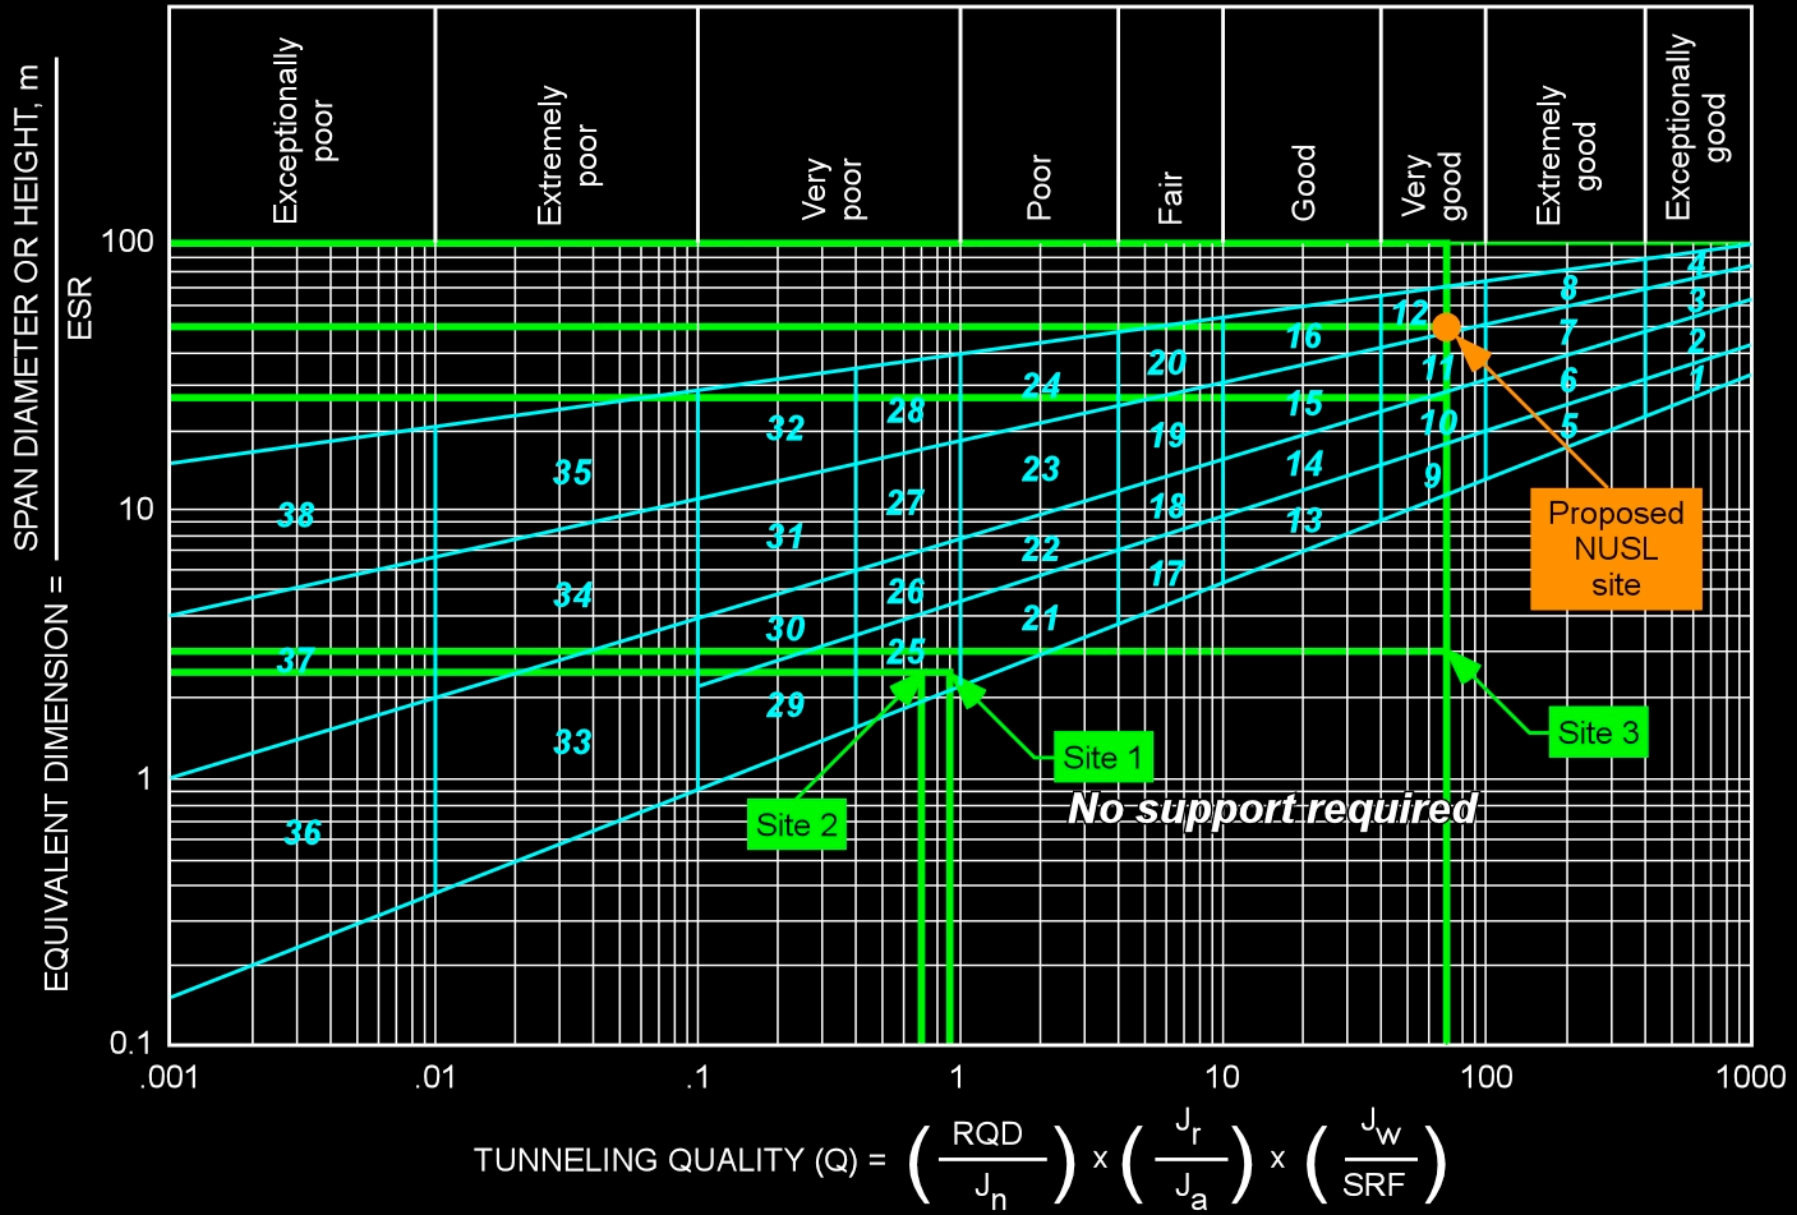 Exceptionally
poor
Extremely
poor
Very
poor
Poor
Fair
Good
Very
good
Extremely
good
Exceptionally
good
EQUIVALENT DIMENSION =
SPAN DIAMETER OR HEIGHT, m
ESR
100
10
1
0.1
4
8
3
12
16
7
2
20
11
6
1
24
15
28
10
5
32
19
9
23
14
35
27
18
13
38
31
22
17
26
34
21
30
25
37
29
33
36
Proposed
NUSL
site
Site 3
Site 1
No support required
Site 2
.001
.01
.1
1
10
100
1000
TUNNELING QUALITY (Q) = ( RQD / Jn ) x ( Jr / Ja ) x ( Jw / SRF )